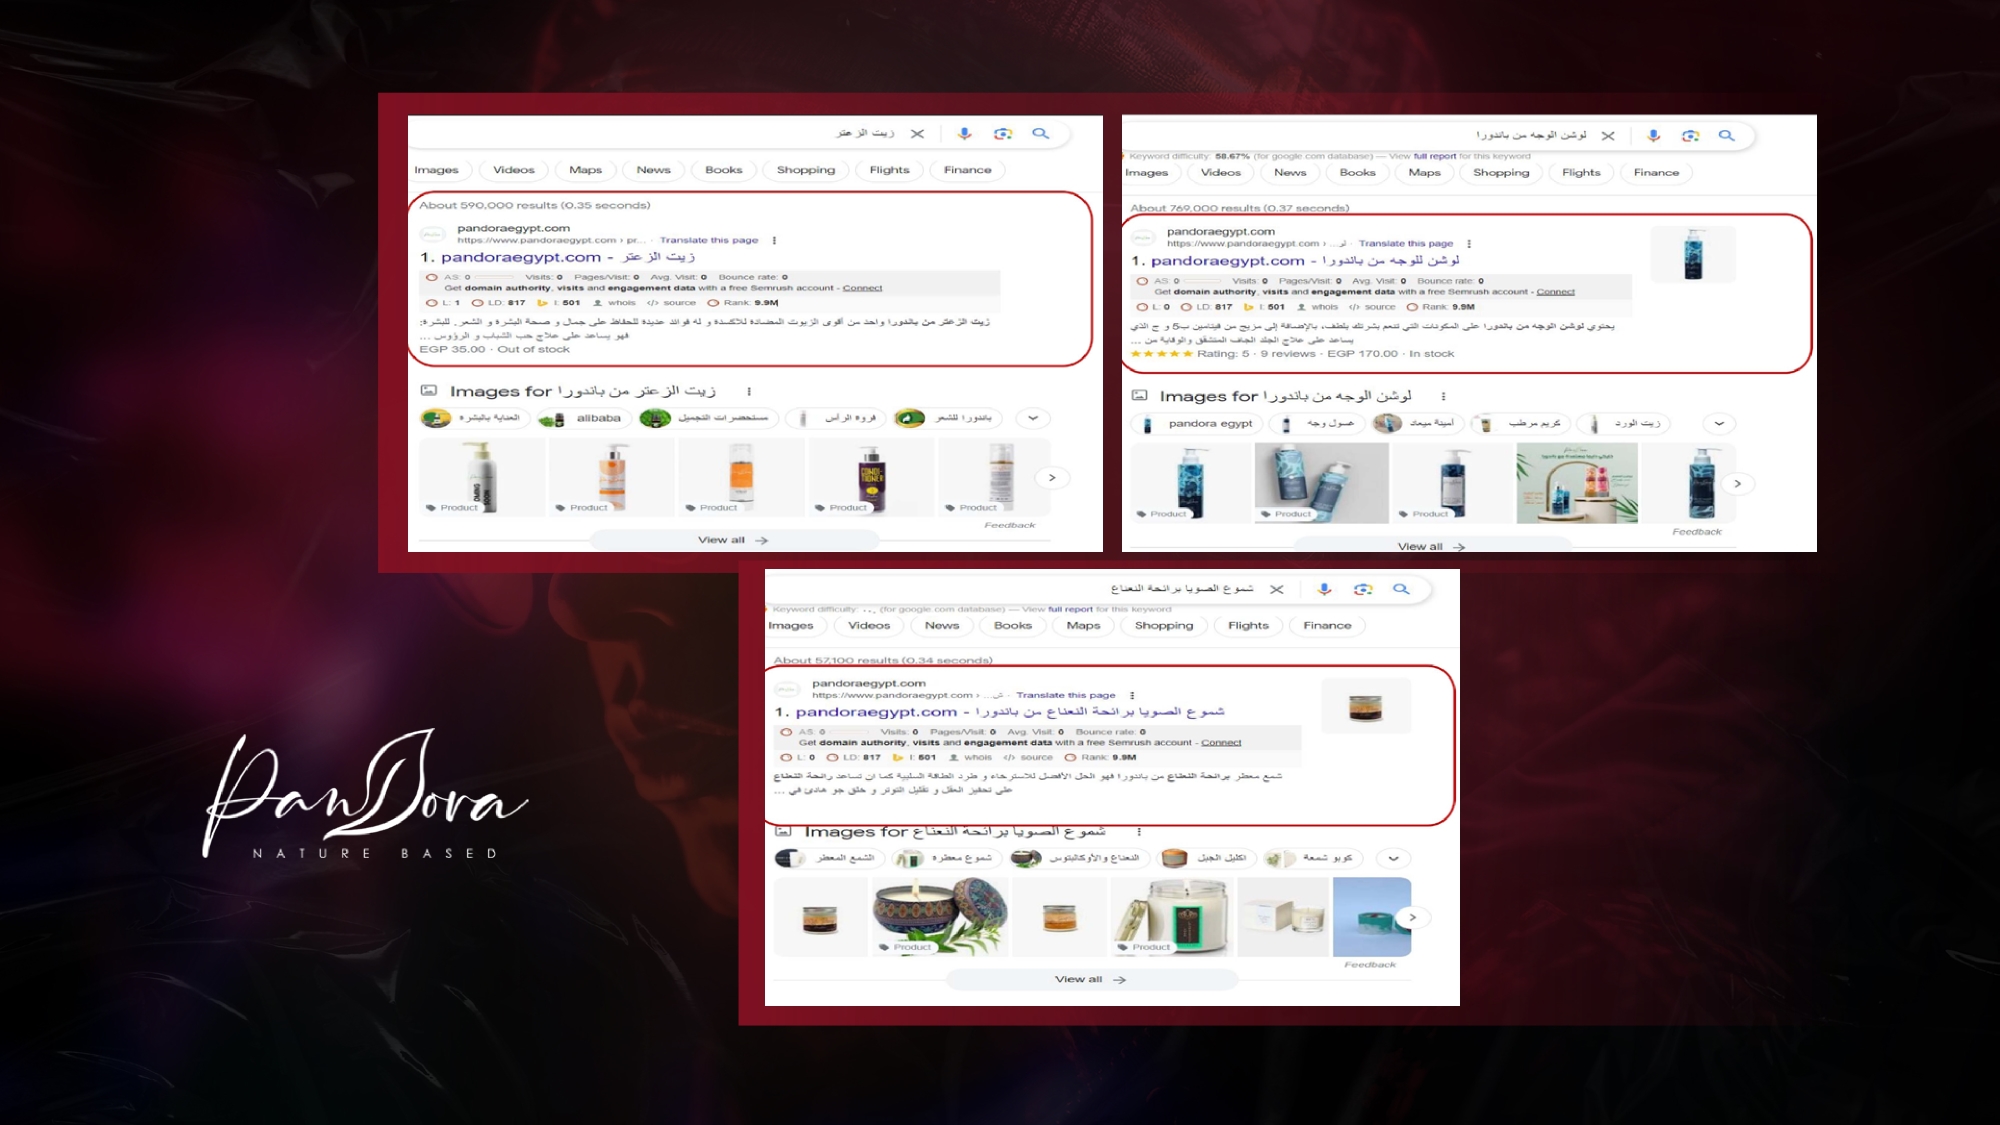 زيت الزعتر
Images Videos Maps News Books Shopping Flights Finance
About 590,000 results (0.35 seconds)
pandoraegypt.com
https://www.pandoraegypt.com › pr... · Translate this page
1. pandoraegypt.com - زيت الزعتر
AS: 0 Visits: 0 Pages/Visit: 0 Avg. Visit: 0 Bounce rate: 0
Get domain authority, visits and engagement data with a free Semrush account - Connect
L: 1 LD: 817 I: 501 whois </> source Rank: 9.9M
زيت الزعتر من باندورا واحد من أقوى الزيوت المضادة للأكسدة و له فوائد عديدة للحفاظ على جمال و صحة البشرة و الشعر. للبشرة:
فهو يساعد على علاج حب الشباب و الرؤوس ...
EGP 35.00 · Out of stock
Images for زيت الزعتر من باندورا
العناية بالبشرة alibaba مستحضرات التجميل فروة الرأس باندورا للشعر
CONDI-
TIONER
Product Product Product Product Product
Feedback
View all
لوشن الوجه من باندورا
Keyword difficulty: 58.67% (for google.com database) — View full report for this keyword
Images Videos News Books Maps Shopping Flights Finance
About 769,000 results (0.37 seconds)
pandoraegypt.com
https://www.pandoraegypt.com › ...لو · Translate this page
1. pandoraegypt.com - لوشن للوجه من باندورا
AS: 0 Visits: 0 Pages/Visit: 0 Avg. Visit: 0 Bounce rate: 0
Get domain authority, visits and engagement data with a free Semrush account - Connect
L: 0 LD: 817 I: 501 whois </> source Rank: 9.9M
يحتوي لوشن الوجه من باندورا على المكونات التي تنعم بشرتك بلطف، بالإضافة إلى مزيج من فيتامين ب5 و ج الذي
يساعد على علاج الجلد الجاف المتشقق والوقاية من ...
Rating: 5 · 9 reviews · EGP 170.00 · In stock
Images for لوشن الوجه من باندورا
pandora egypt غسول وجه أمينة ميعاد كريم مرطب زيت الورد
Product Product Product
Feedback
View all
شموع الصويا برائحة النعناع
Keyword difficulty: (for google.com database) — View full report for this keyword
Images Videos News Books Maps Shopping Flights Finance
About 57,100 results (0.34 seconds)
pandoraegypt.com
https://www.pandoraegypt.com › ...ش · Translate this page
1. pandoraegypt.com - شموع الصويا برائحة النعناع من باندورا
AS: 0 Visits: 0 Pages/Visit: 0 Avg. Visit: 0 Bounce rate: 0
Get domain authority, visits and engagement data with a free Semrush account - Connect
L: 0 LD: 817 I: 501 whois </> source Rank: 9.9M
شمع معطر برائحة النعناع من باندورا فهو الحل الأفضل للاسترخاء و طرد الطاقة السلبية كما ان تساعد رائحة النعناع
على تحفيز العقل و تقليل التوتر و خلق جو هادئ في ...
Images for شموع الصويا برائحة النعناع
الشمع المعطر شموع معطرة النعناع والأوكالبتوس اكليل الجبل كوبو شمعة
Product Product
Feedback
View all
PanDora
NATURE BASED